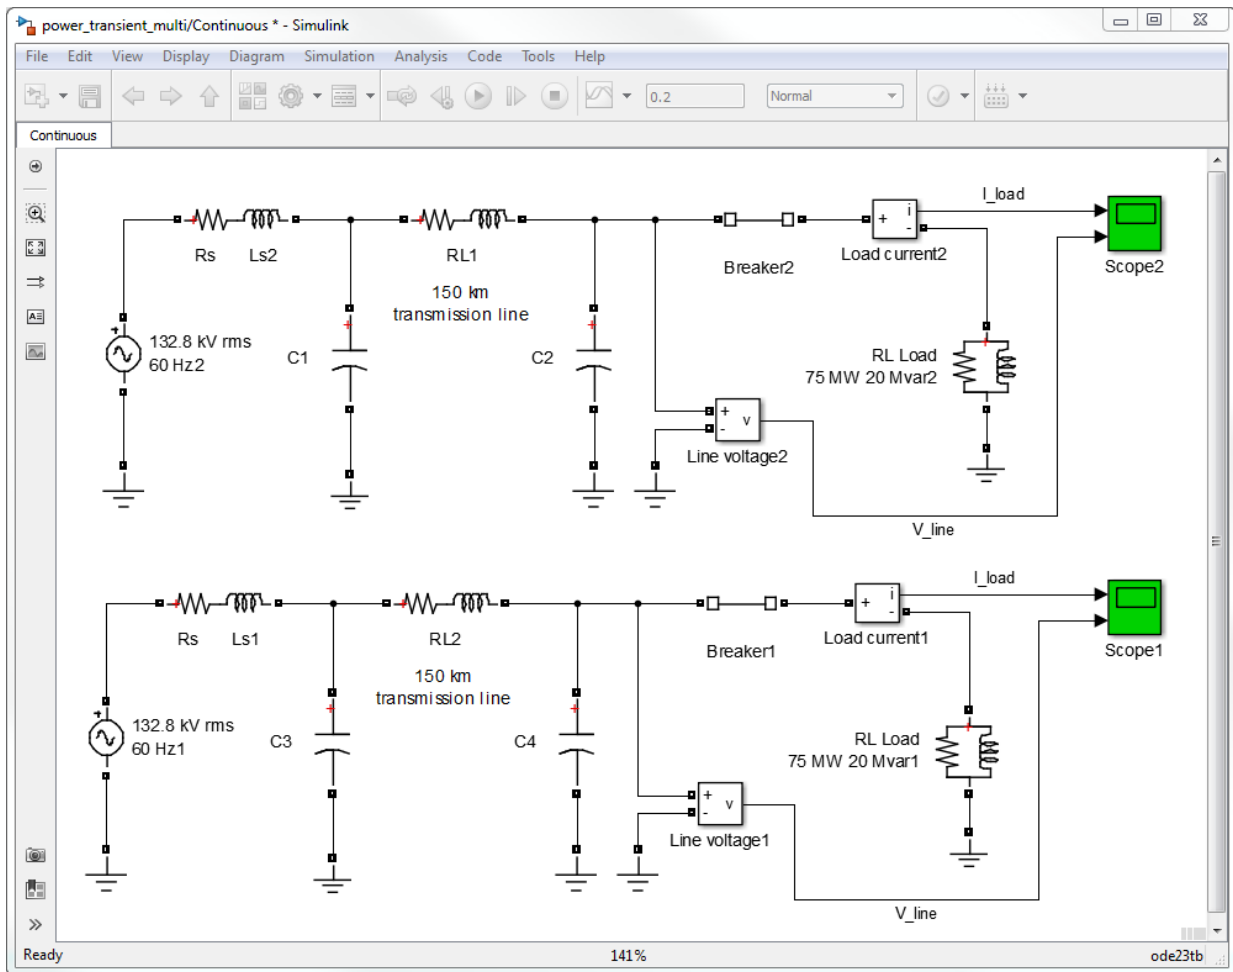 power_transient_multi/Continuous * - Simulink
File Edit View Display Diagram Simulation Analysis Code Tools Help
0.2 Normal
Continuous
I_load
+ i -
Rs Ls2 RL1 Breaker2 Load current2 Scope2
150 km
transmission line
+
132.8 kV rms
60 Hz2
C1 C2
RL Load
75 MW 20 Mvar2
+ - v
Line voltage2
V_line
I_load
+ i -
Rs Ls1 RL2 Breaker1 Load current1 Scope1
150 km
transmission line
+
132.8 kV rms
60 Hz1
C3 C4
RL Load
75 MW 20 Mvar1
+ - v
Line voltage1
V_line
Ready 141% ode23tb